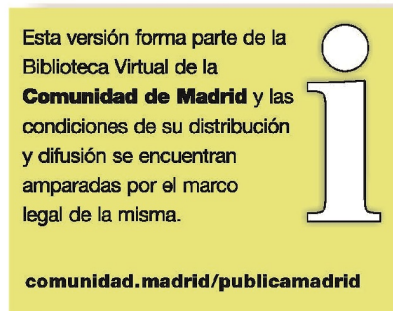 Esta versión forma parte de la
Biblioteca Virtual de la
Comunidad de Madrid y las
condiciones de su distribución
y difusión se encuentran
amparadas por el marco
legal de la misma.
i
comunidad.madrid/publicamadrid